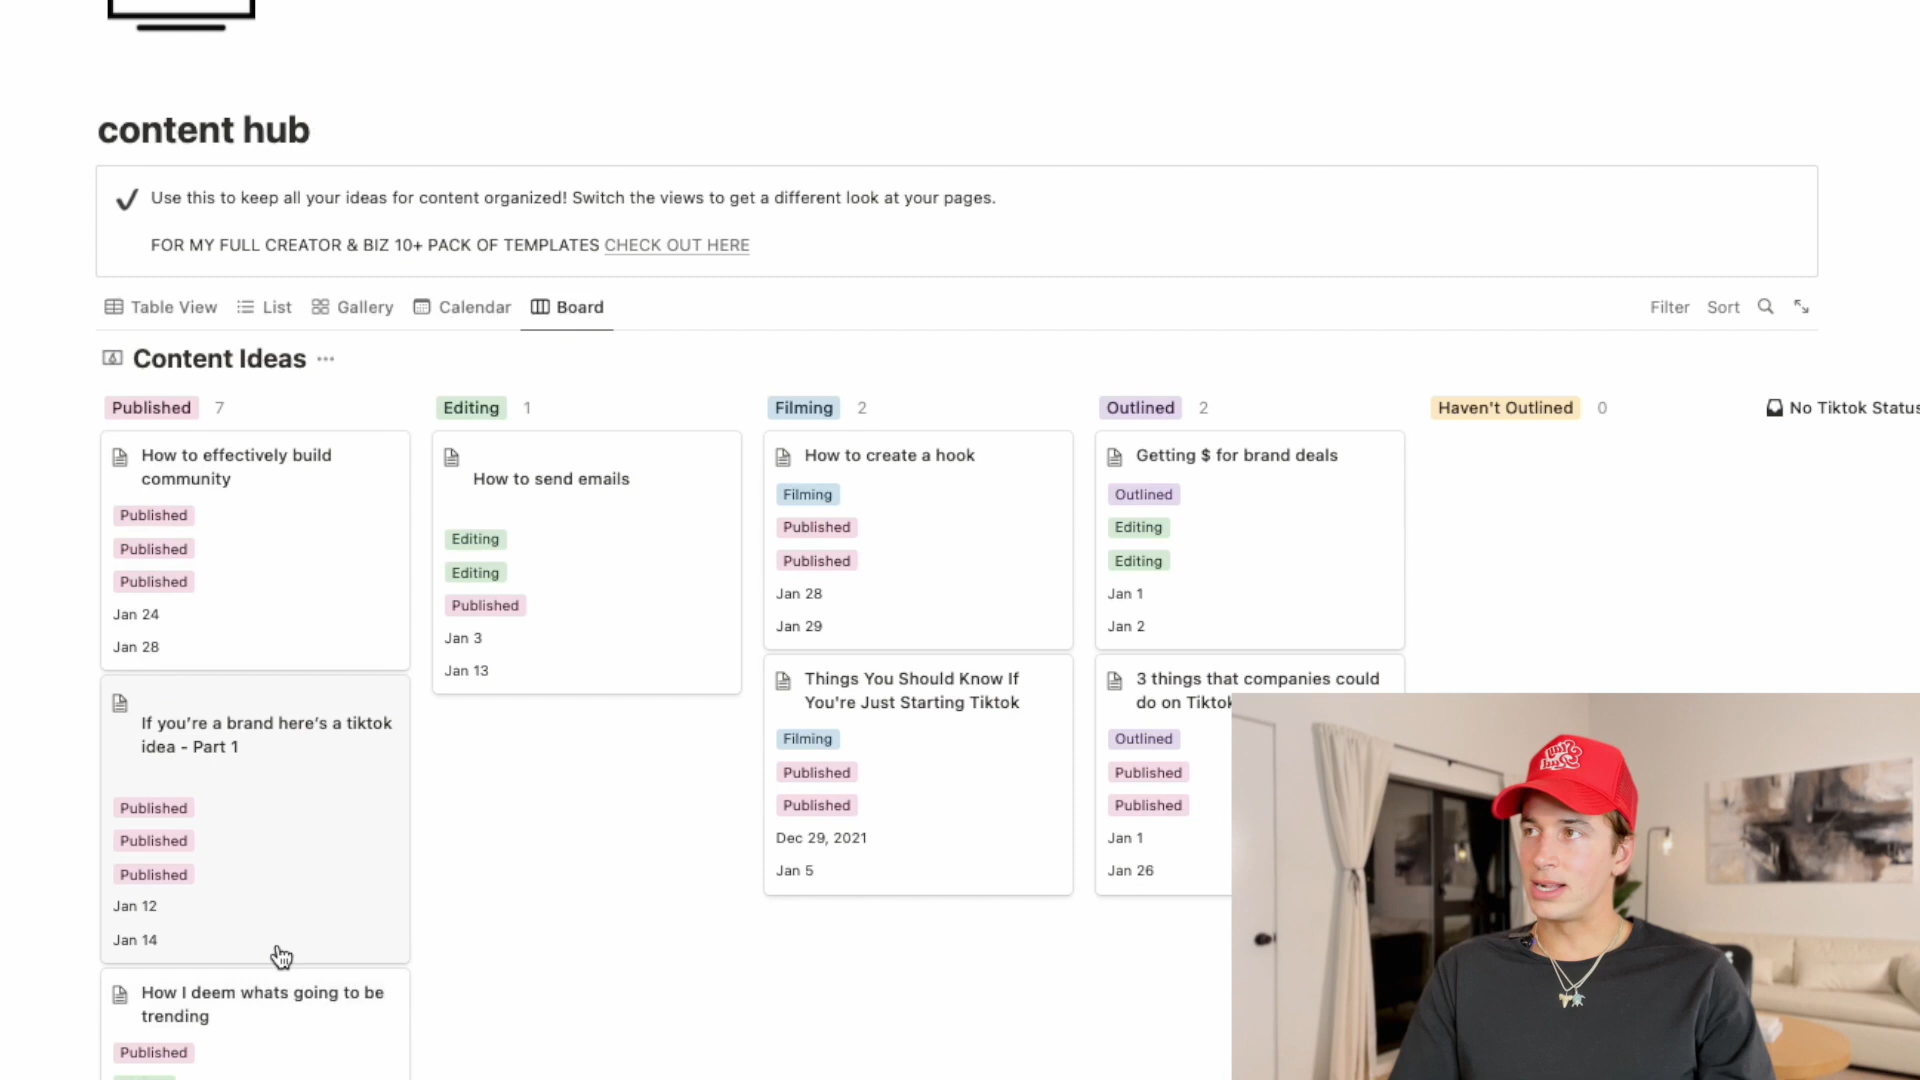 content hub
Use this to keep all your ideas for content organized! Switch the views to get a different look at your pages.
FOR MY FULL CREATOR & BIZ 10+ PACK OF TEMPLATES CHECK OUT HERE
Table View List Gallery Calendar Board Filter Sort
Content Ideas
Published 7
How to effectively build
community
Published
Published
Published
Jan 24
Jan 28
If you're a brand here's a tiktok
idea - Part 1
Published
Published
Published
Jan 12
Jan 14
How I deem whats going to be
trending
Published
Editing 1
How to send emails
Editing
Editing
Published
Jan 3
Jan 13
Filming 2
How to create a hook
Filming
Published
Published
Jan 28
Jan 29
Things You Should Know If
You're Just Starting Tiktok
Filming
Published
Published
Dec 29, 2021
Jan 5
Outlined 2
Getting $ for brand deals
Outlined
Editing
Editing
Jan 1
Jan 2
3 things that companies could
do on Tiktok
Outlined
Published
Published
Jan 1
Jan 26
Haven't Outlined 0
No Tiktok Status